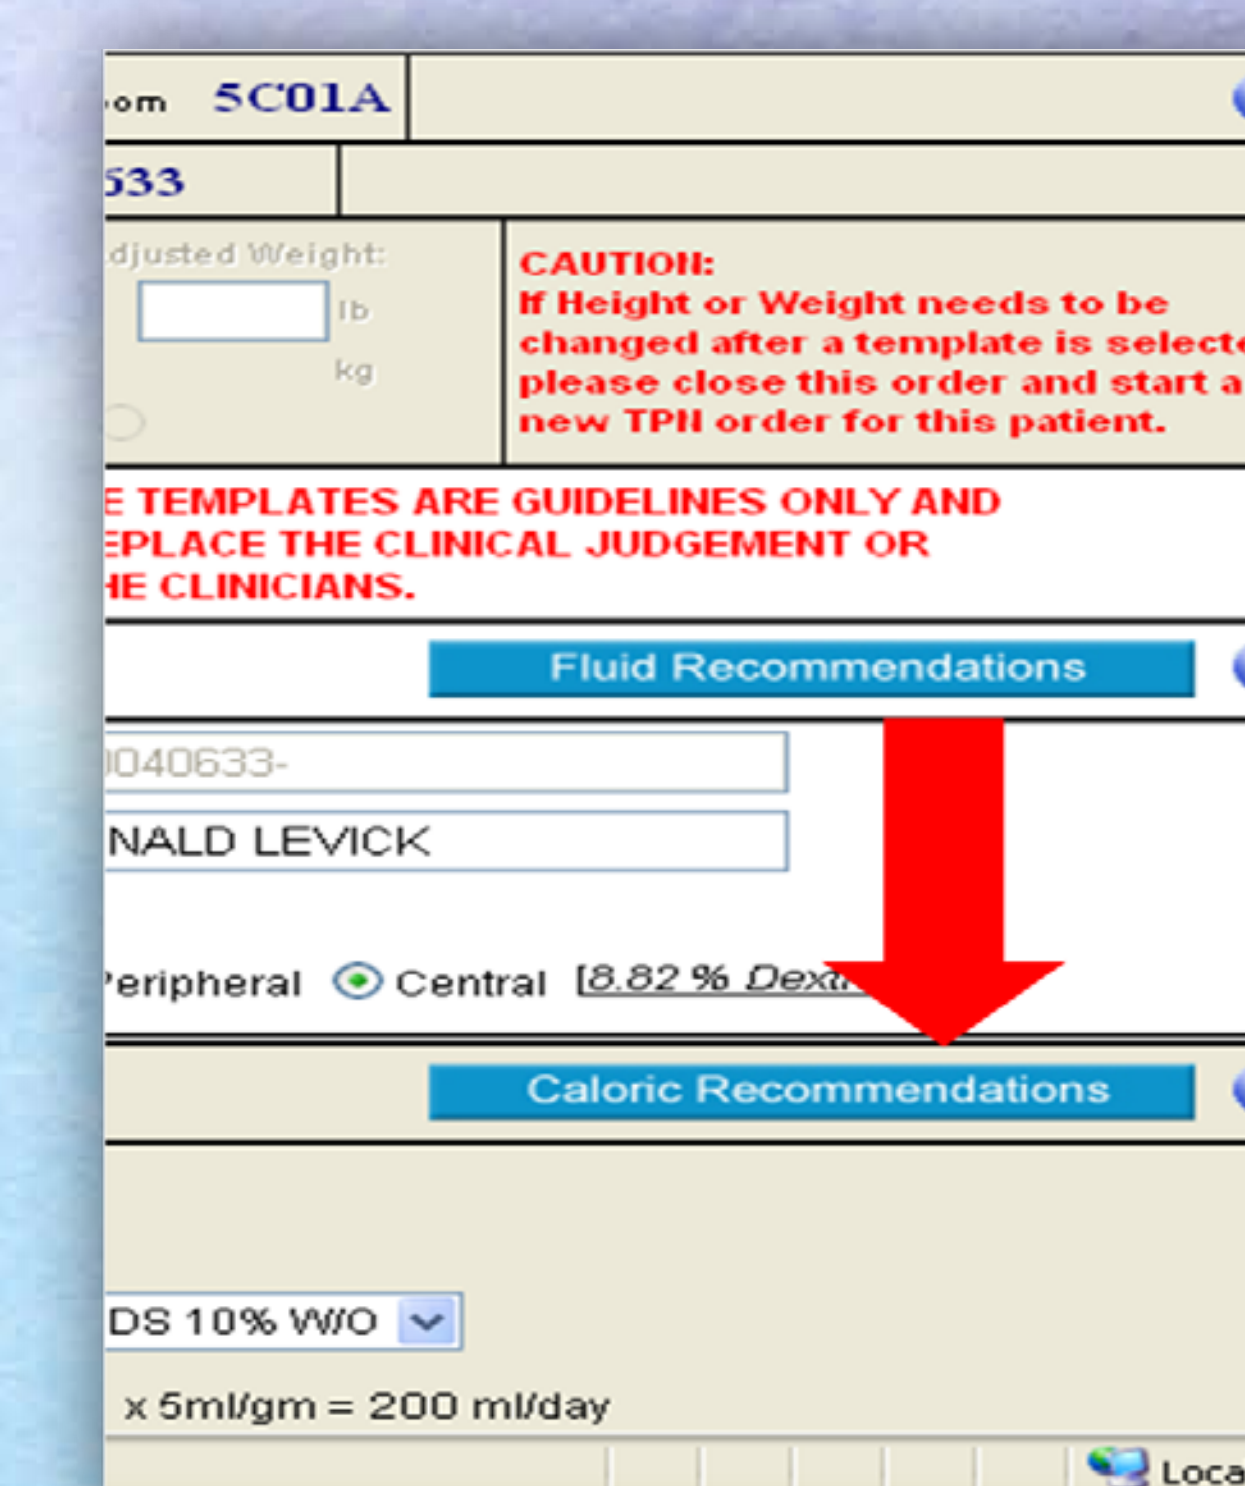 om 5C01A
633
djusted Weight:
lb
kg
CAUTION:
If Height or Weight needs to be
changed after a template is selecte
please close this order and start a
new TPN order for this patient.
E TEMPLATES ARE GUIDELINES ONLY AND
EPLACE THE CLINICAL JUDGEMENT OR
HE CLINICIANS.
Fluid Recommendations
0040633-
NALD LEVICK
Peripheral Central [8.82 % Dext
Caloric Recommendations
DS 10% W/O
x 5ml/gm = 200 ml/day
Loca